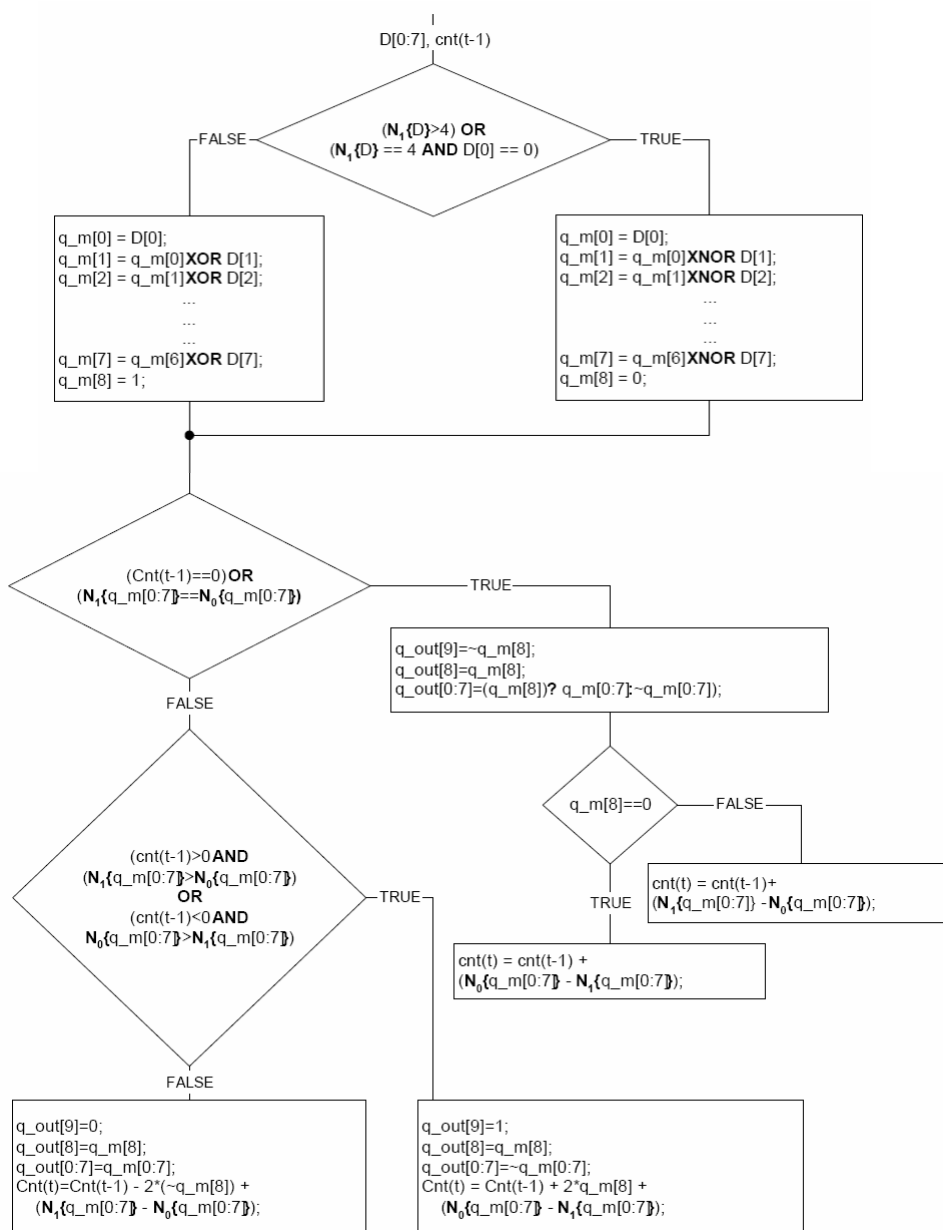 D[0:7], cnt(t-1)
(N₁{D}>4) OR
(N₁{D} == 4 AND D[0] == 0)
FALSE
TRUE
q_m[0] = D[0];
q_m[1] = q_m[0]XOR D[1];
q_m[2] = q_m[1]XOR D[2];
...
...
...
q_m[7] = q_m[6]XOR D[7];
q_m[8] = 1;
q_m[0] = D[0];
q_m[1] = q_m[0]XNOR D[1];
q_m[2] = q_m[1]XNOR D[2];
...
...
...
q_m[7] = q_m[6]XNOR D[7];
q_m[8] = 0;
(Cnt(t-1)==0)OR
(N₁{q_m[0:7]}==N₀{q_m[0:7]})
TRUE
FALSE
q_out[9]=~q_m[8];
q_out[8]=q_m[8];
q_out[0:7]=(q_m[8])? q_m[0:7]:~q_m[0:7]);
q_m[8]==0
FALSE
TRUE
cnt(t) = cnt(t-1)+
(N₁{q_m[0:7]} -N₀{q_m[0:7]});
cnt(t) = cnt(t-1) +
(N₀{q_m[0:7]} - N₁{q_m[0:7]});
(cnt(t-1)>0AND
(N₁{q_m[0:7]}>N₀{q_m[0:7]})
OR
(cnt(t-1)<0AND
N₀{q_m[0:7]}>N₁{q_m[0:7]})
TRUE
FALSE
q_out[9]=0;
q_out[8]=q_m[8];
q_out[0:7]=q_m[0:7];
Cnt(t)=Cnt(t-1) - 2*(~q_m[8]) +
(N₁{q_m[0:7]} - N₀{q_m[0:7]});
q_out[9]=1;
q_out[8]=q_m[8];
q_out[0:7]=~q_m[0:7];
Cnt(t) = Cnt(t-1) + 2*q_m[8] +
(N₀{q_m[0:7]} - N₁{q_m[0:7]});